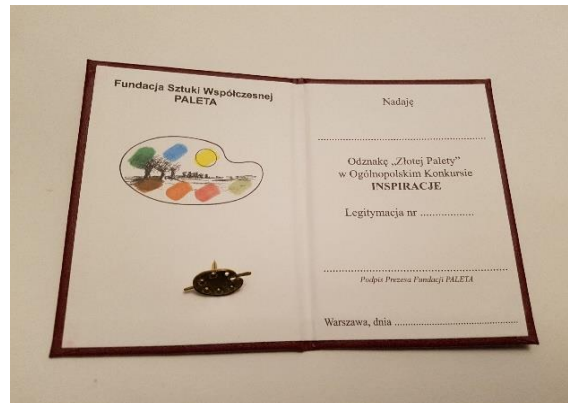 Fundacja Sztuki Współczesnej
PALETA
Nadaję
..........................................................
Odznakę „Złotej Palety”
w Ogólnopolskim Konkursie
INSPIRACJE
Legitymacja nr ..................
..........................................................
Podpis Prezesa Fundacji PALETA
Warszawa, dnia ......................................